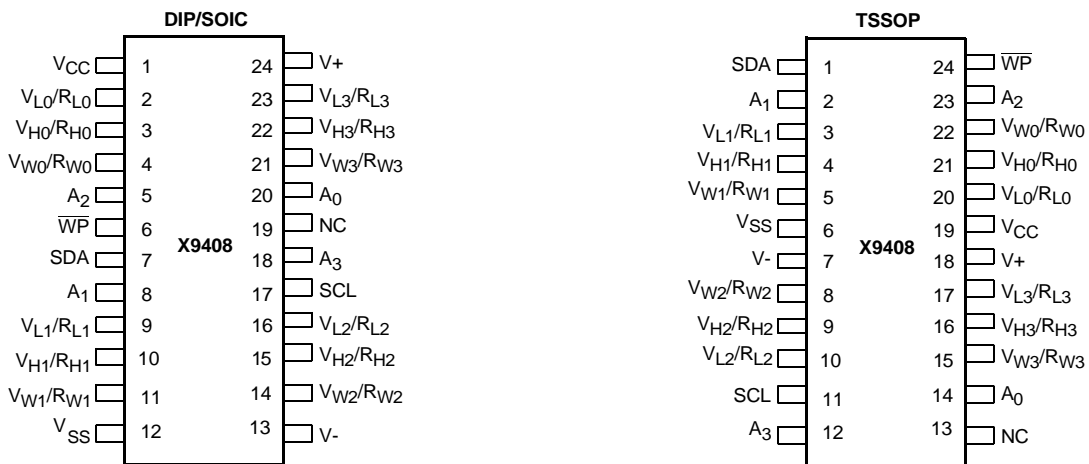 DIP/SOIC
VCC 1 24 V+
VL0/RL0 2 23 VL3/RL3
VH0/RH0 3 22 VH3/RH3
VW0/RW0 4 21 VW3/RW3
A2 5 20 A0
WP 6 19 NC
X9408
SDA 7 18 A3
A1 8 17 SCL
VL1/RL1 9 16 VL2/RL2
VH1/RH1 10 15 VH2/RH2
VW1/RW1 11 14 VW2/RW2
VSS 12 13 V-
TSSOP
SDA 1 24 WP
A1 2 23 A2
VL1/RL1 3 22 VW0/RW0
VH1/RH1 4 21 VH0/RH0
VW1/RW1 5 20 VL0/RL0
VSS 6 19 VCC
X9408
V- 7 18 V+
VW2/RW2 8 17 VL3/RL3
VH2/RH2 9 16 VH3/RH3
VL2/RL2 10 15 VW3/RW3
SCL 11 14 A0
A3 12 13 NC